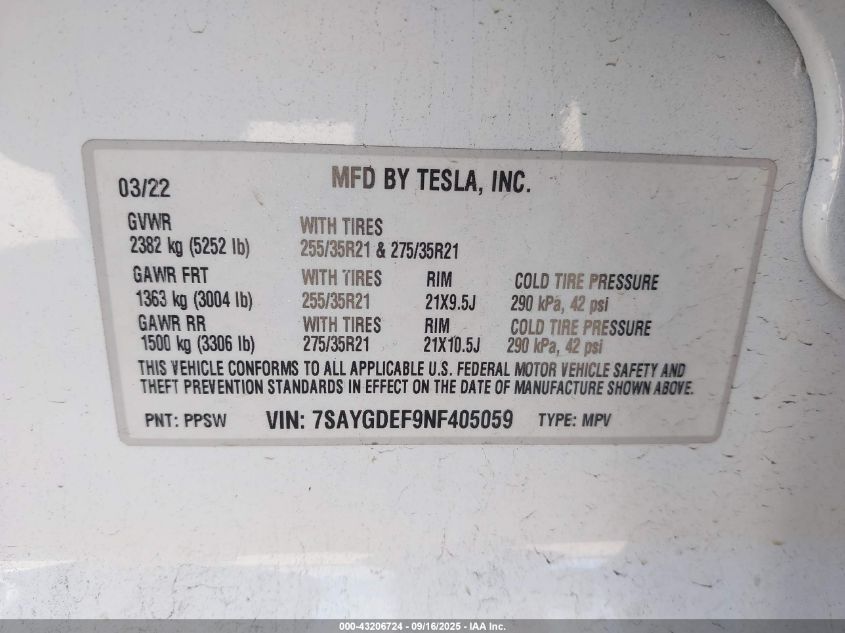 03/22 MFD BY TESLA, INC.
GVWR WITH TIRES
2382 kg (5252 lb) 255/35R21 & 275/35R21
GAWR FRT WITH TIRES RIM COLD TIRE PRESSURE
1363 kg (3004 lb) 255/35R21 21X9.5J 290 kPa, 42 psi
GAWR RR WITH TIRES RIM COLD TIRE PRESSURE
1500 kg (3306 lb) 275/35R21 21X10.5J 290 kPa, 42 psi
THIS VEHICLE CONFORMS TO ALL APPLICABLE U.S. FEDERAL MOTOR VEHICLE SAFETY AND
THEFT PREVENTION STANDARDS IN EFFECT ON THE DATE OF MANUFACTURE SHOWN ABOVE.
PNT: PPSW VIN: 7SAYGDEF9NF405059 TYPE: MPV
000-43206724 - 09/16/2025 - IAA Inc.